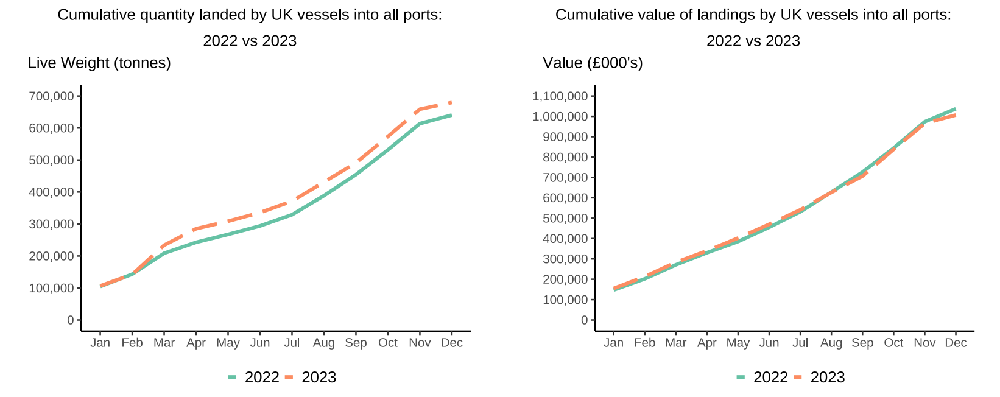 Cumulative quantity landed by UK vessels into all ports:
2022 vs 2023
Live Weight (tonnes)
700,000
600,000
500,000
400,000
300,000
200,000
100,000
0
Jan Feb Mar Apr May Jun Jul Aug Sep Oct Nov Dec
2022 2023
Cumulative value of landings by UK vessels into all ports:
2022 vs 2023
Value (£000's)
1,100,000
1,000,000
900,000
800,000
700,000
600,000
500,000
400,000
300,000
200,000
100,000
0
Jan Feb Mar Apr May Jun Jul Aug Sep Oct Nov Dec
2022 2023